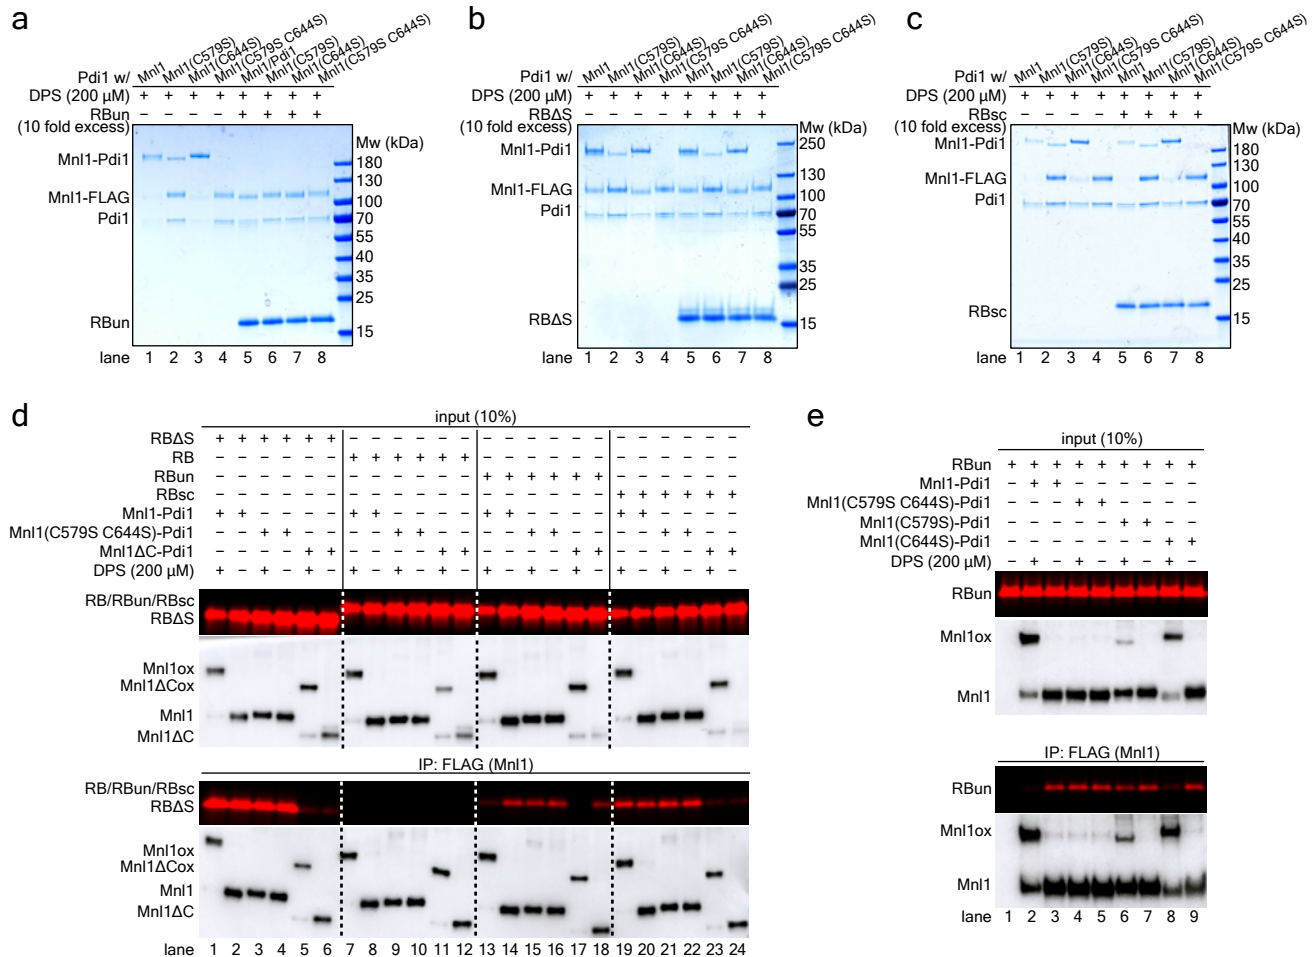 a
Pdi1 w/ Mnl1 Mnl1(C579S) Mnl1(C644S) Mnl1(C579S C644S) Mnl1/Pdi1 Mnl1(C579S) Mnl1(C644S) Mnl1(C579S C644S)
DPS (200 µM) + + + + + + + +
RBun − − − − + + + +
(10 fold excess)
Mw (kDa)
Mnl1-Pdi1
Mnl1-FLAG
Pdi1
RBun
180
130
100
70
55
40
35
25
15
lane 1 2 3 4 5 6 7 8
b
Pdi1 w/ Mnl1 Mnl1(C579S) Mnl1(C644S) Mnl1(C579S C644S) Mnl1 Mnl1(C579S) Mnl1(C644S) Mnl1(C579S C644S)
DPS (200 µM) + + + + + + + +
RBΔS − − − − + + + +
(10 fold excess)
Mw (kDa)
Mnl1-Pdi1
Mnl1-FLAG
Pdi1
RBΔS
250
130
100
70
55
35
25
15
lane 1 2 3 4 5 6 7 8
c
Pdi1 w/ Mnl1 Mnl1(C579S) Mnl1(C644S) Mnl1(C579S C644S) Mnl1 Mnl1(C579S) Mnl1(C644S) Mnl1(C579S C644S)
DPS (200 µM) + + + + + + + +
RBsc − − − − + + + +
(10 fold excess)
Mw (kDa)
Mnl1-Pdi1
Mnl1-FLAG
Pdi1
RBsc
180
130
100
70
55
40
35
25
15
lane 1 2 3 4 5 6 7 8
d
input (10%)
RBΔS + + + + + + − − − − − − − − − − − − − − − − − −
RB − − − − − − + + + + + + − − − − − − − − − − − −
RBun − − − − − − − − − − − − + + + + + + − − − − − −
RBsc − − − − − − − − − − − − − − − − − − + + + + + +
Mnl1-Pdi1 + + − − − − + + − − − − + + − − − − + + − − − −
Mnl1(C579S C644S)-Pdi1 − − + + − − − − + + − − − − + + − − − − + + − −
Mnl1ΔC-Pdi1 − − − − + + − − − − + + − − − − + + − − − − + +
DPS (200 µM) + − + − + − + − + − + − + − + − + − + − + − + −
RB/RBun/RBsc
RBΔS
Mnl1ox
Mnl1ΔCox
Mnl1
Mnl1ΔC
IP: FLAG (Mnl1)
RB/RBun/RBsc
RBΔS
Mnl1ox
Mnl1ΔCox
Mnl1
Mnl1ΔC
lane 1 2 3 4 5 6 7 8 9 10 11 12 13 14 15 16 17 18 19 20 21 22 23 24
e
input (10%)
RBun + + + + + + + + +
Mnl1-Pdi1 − + + − − − − − −
Mnl1(C579S C644S)-Pdi1 − − − + + − − − −
Mnl1(C579S)-Pdi1 − − − − − + + − −
Mnl1(C644S)-Pdi1 − − − − − − − + +
DPS (200 µM) − + − + − + − + −
RBun
Mnl1ox
Mnl1
IP: FLAG (Mnl1)
RBun
Mnl1ox
Mnl1
lane 1 2 3 4 5 6 7 8 9